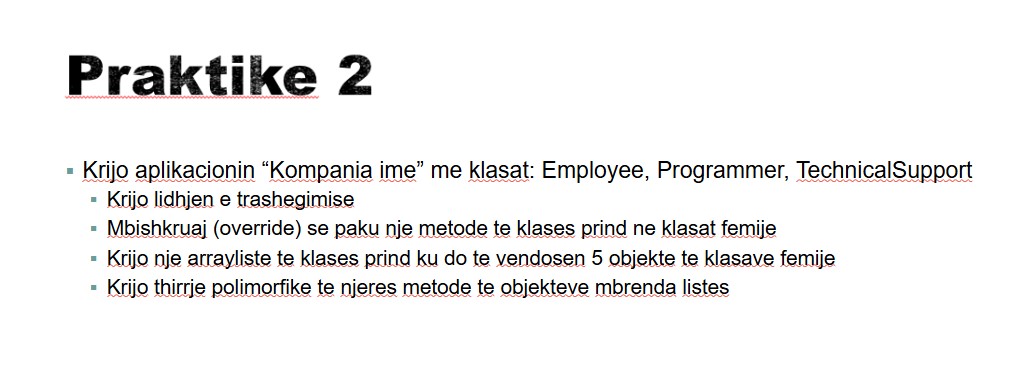 Praktike 2
Krijo aplikacionin “Kompania ime” me klasat: Employee, Programmer, TechnicalSupport
Krijo lidhjen e trashegimise
Mbishkruaj (override) se paku nje metode te klases prind ne klasat femije
Krijo nje arrayliste te klases prind ku do te vendosen 5 objekte te klasave femije
Krijo thirrje polimorfike te njeres metode te objekteve mbrenda listes